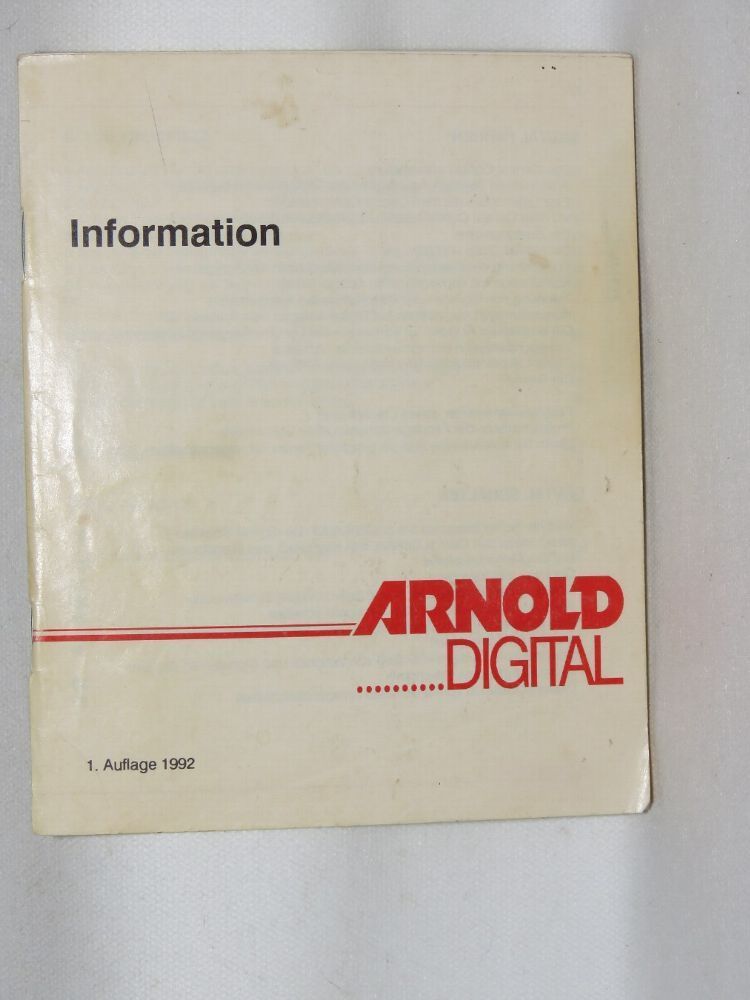 Information
ARNOLD
..........DIGITAL
1. Auflage 1992